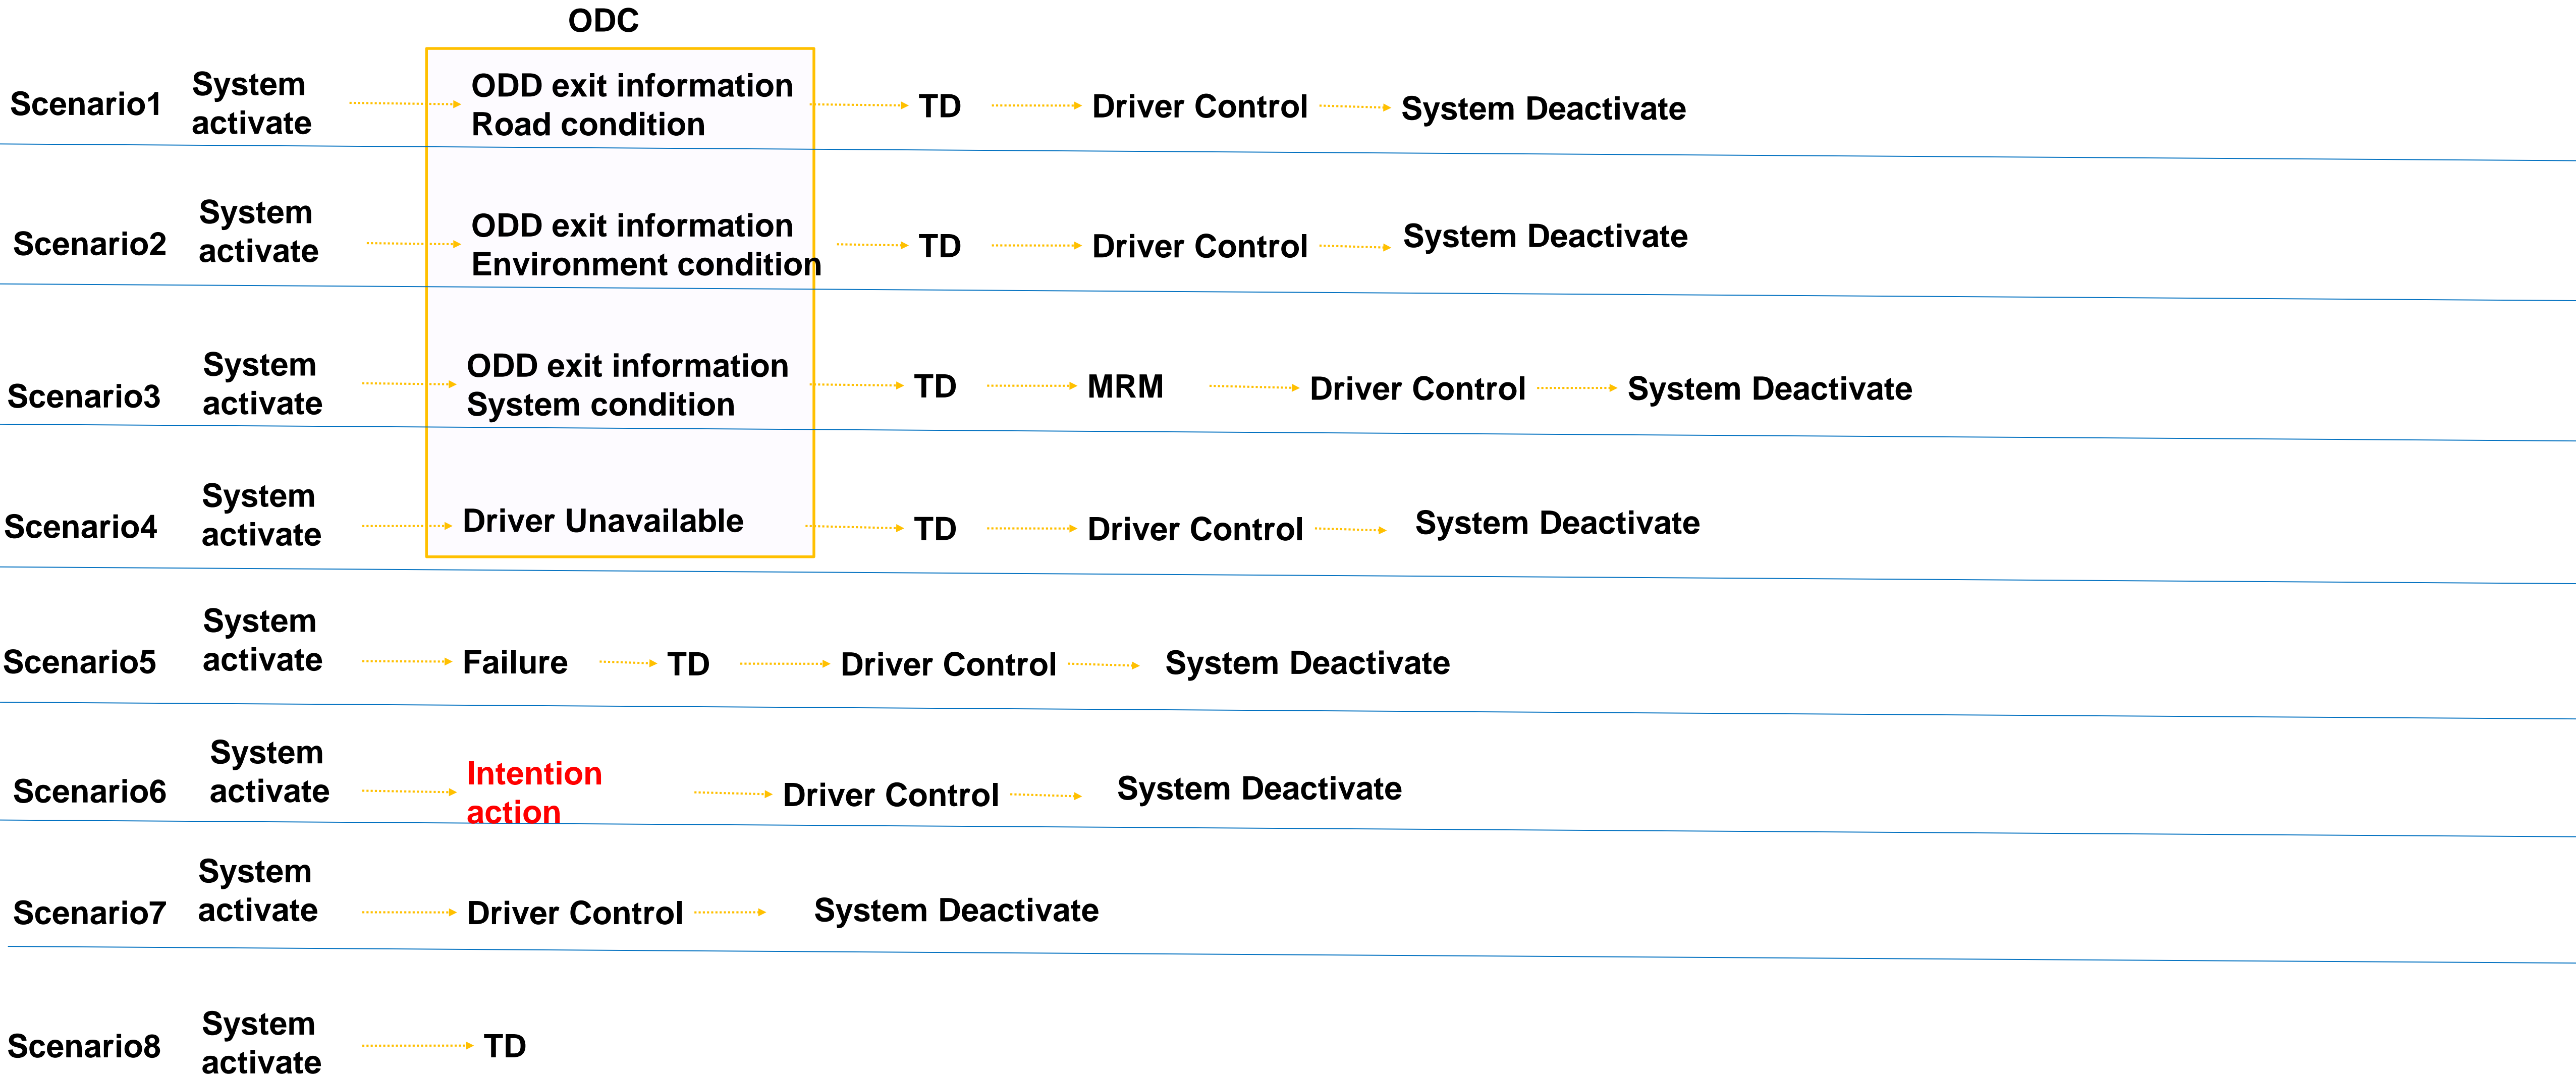 ODC
Scenario1
System
activate
ODD exit information
Road condition
TD
Driver Control
System Deactivate
Scenario2
System
activate
ODD exit information
Environment condition
TD
Driver Control
System Deactivate
Scenario3
System
activate
ODD exit information
System condition
TD
MRM
Driver Control
System Deactivate
Scenario4
System
activate
Driver Unavailable
TD
Driver Control
System Deactivate
Scenario5
System
activate
Failure
TD
Driver Control
System Deactivate
Scenario6
System
activate
Intention
action
Driver Control
System Deactivate
Scenario7
System
activate
Driver Control
System Deactivate
Scenario8
System
activate
TD